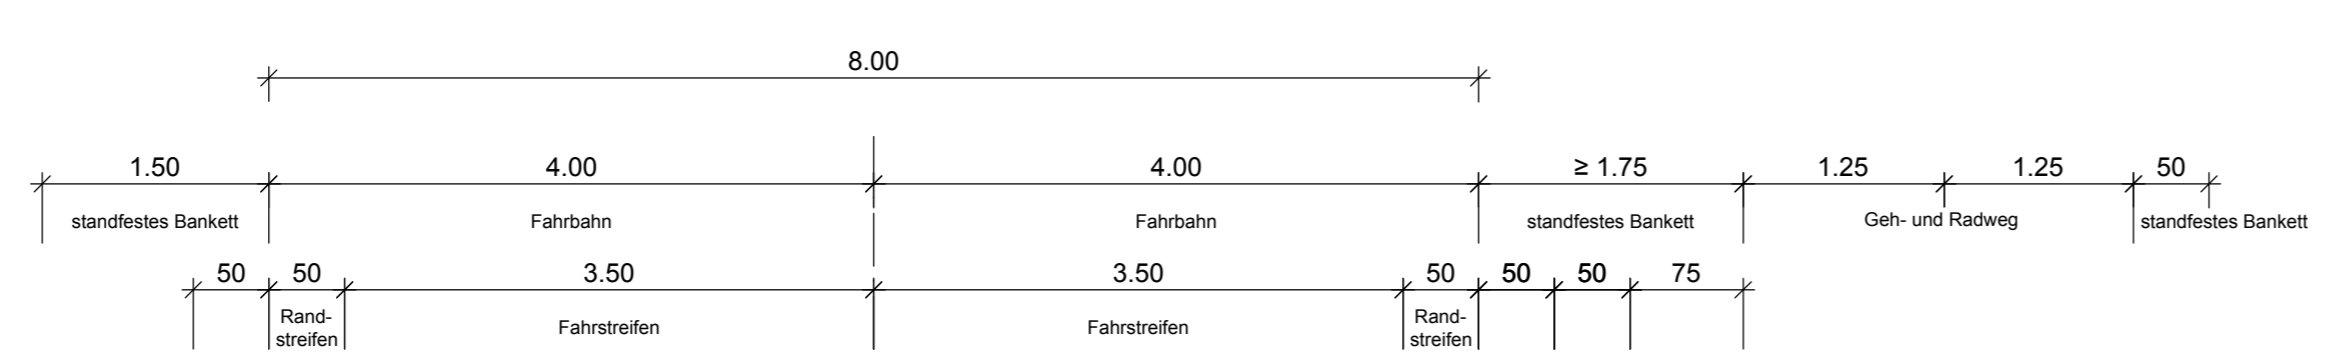 8.00
1.50 4.00 4.00 ≥ 1.75 1.25 1.25 50
standfestes Bankett Fahrbahn Fahrbahn standfestes Bankett Geh- und Radweg standfestes Bankett
50 50 3.50 3.50 50 50 50 75
Rand- Rand-
streifen Fahrstreifen Fahrstreifen streifen